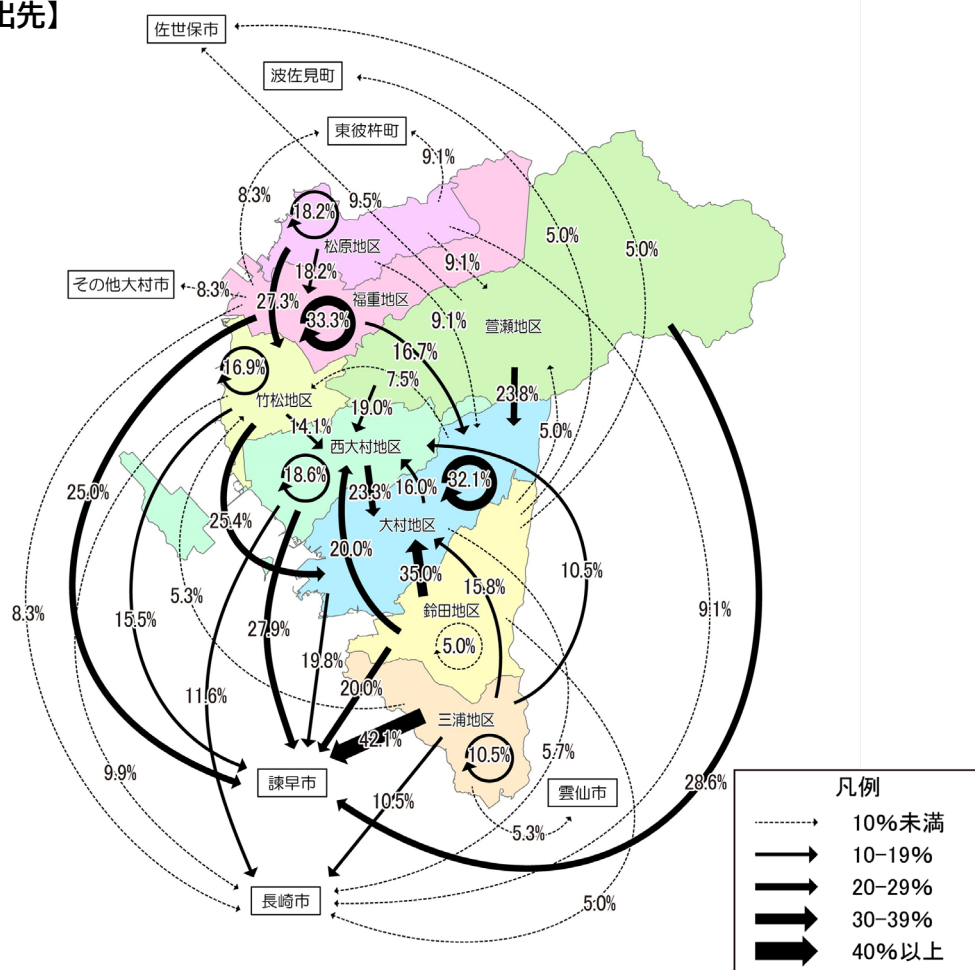 出先】
佐世保市
波佐見町
東彼杵町
9.1%
8.3%
9.5%
18.2%
松原地区
5.0%
5.0%
18.2%
9.1%
その他大村市
8.3%
27.3%
福重地区
33.3%
9.1%
萱瀬地区
16.7%
16.9%
7.5%
竹松地区
19.0%
23.8%
14.1%
5.0%
西大村地区
18.6%
23.3%
16.0%
32.1%
25.0%
25.4%
大村地区
20.0%
35.0%
15.8%
10.5%
5.3%
8.3%
15.5%
鈴田地区
9.1%
27.9%
5.0%
19.8%
20.0%
11.6%
三浦地区
42.1%
10.5%
5.7%
9.9%
諫早市
28.6%
雲仙市
10.5%
5.3%
長崎市
5.0%
凡例
10%未満
10-19%
20-29%
30-39%
40%以上